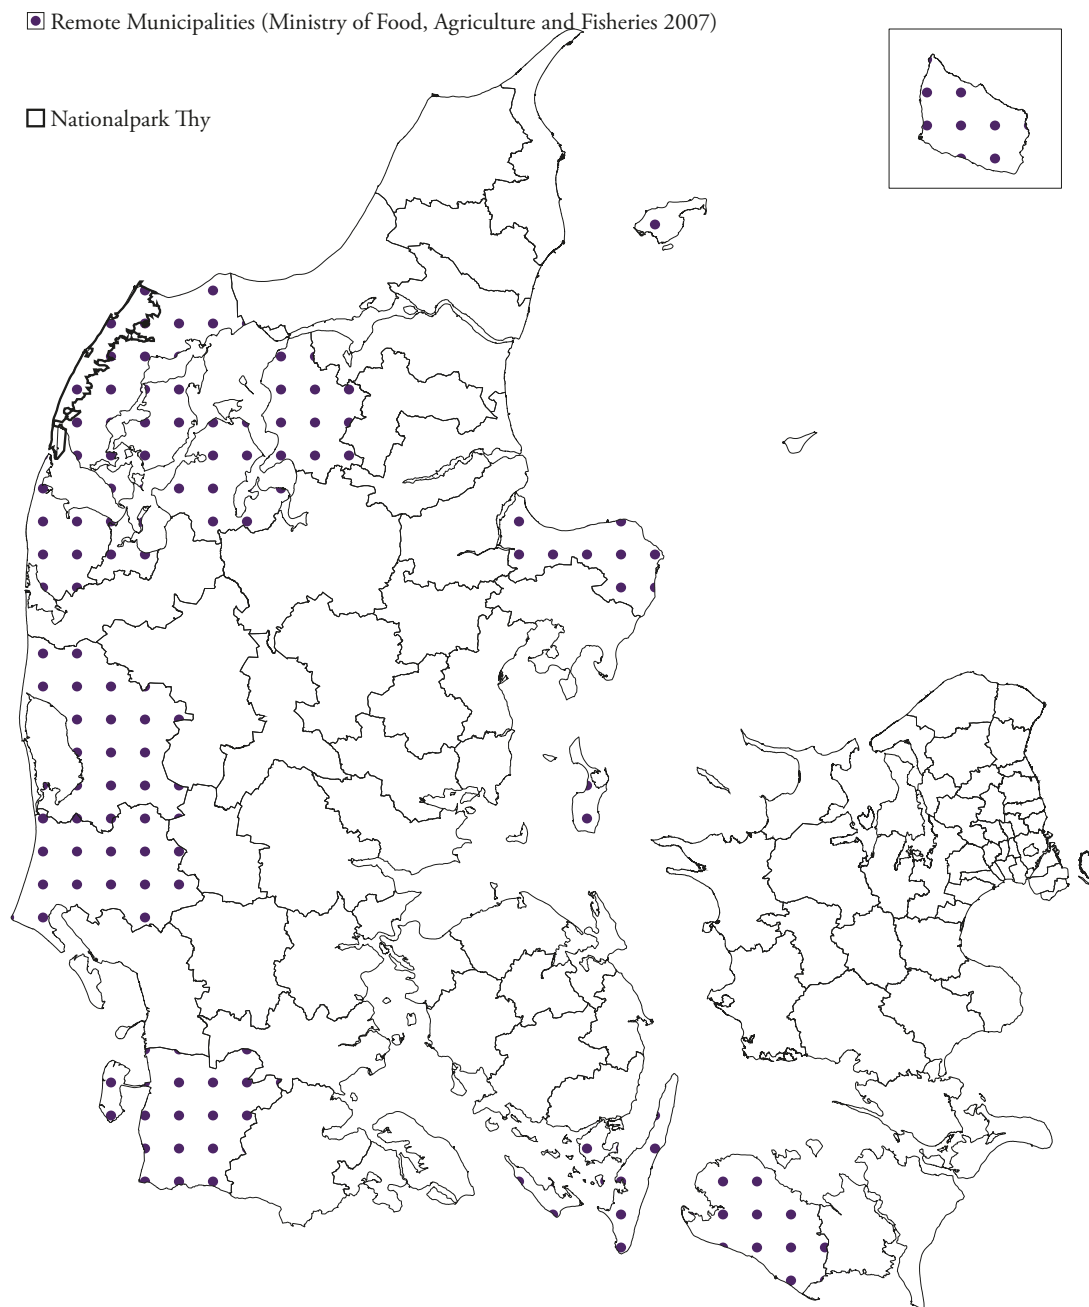 Remote Municipalities (Ministry of Food, Agriculture and Fisheries 2007)
Nationalpark Thy